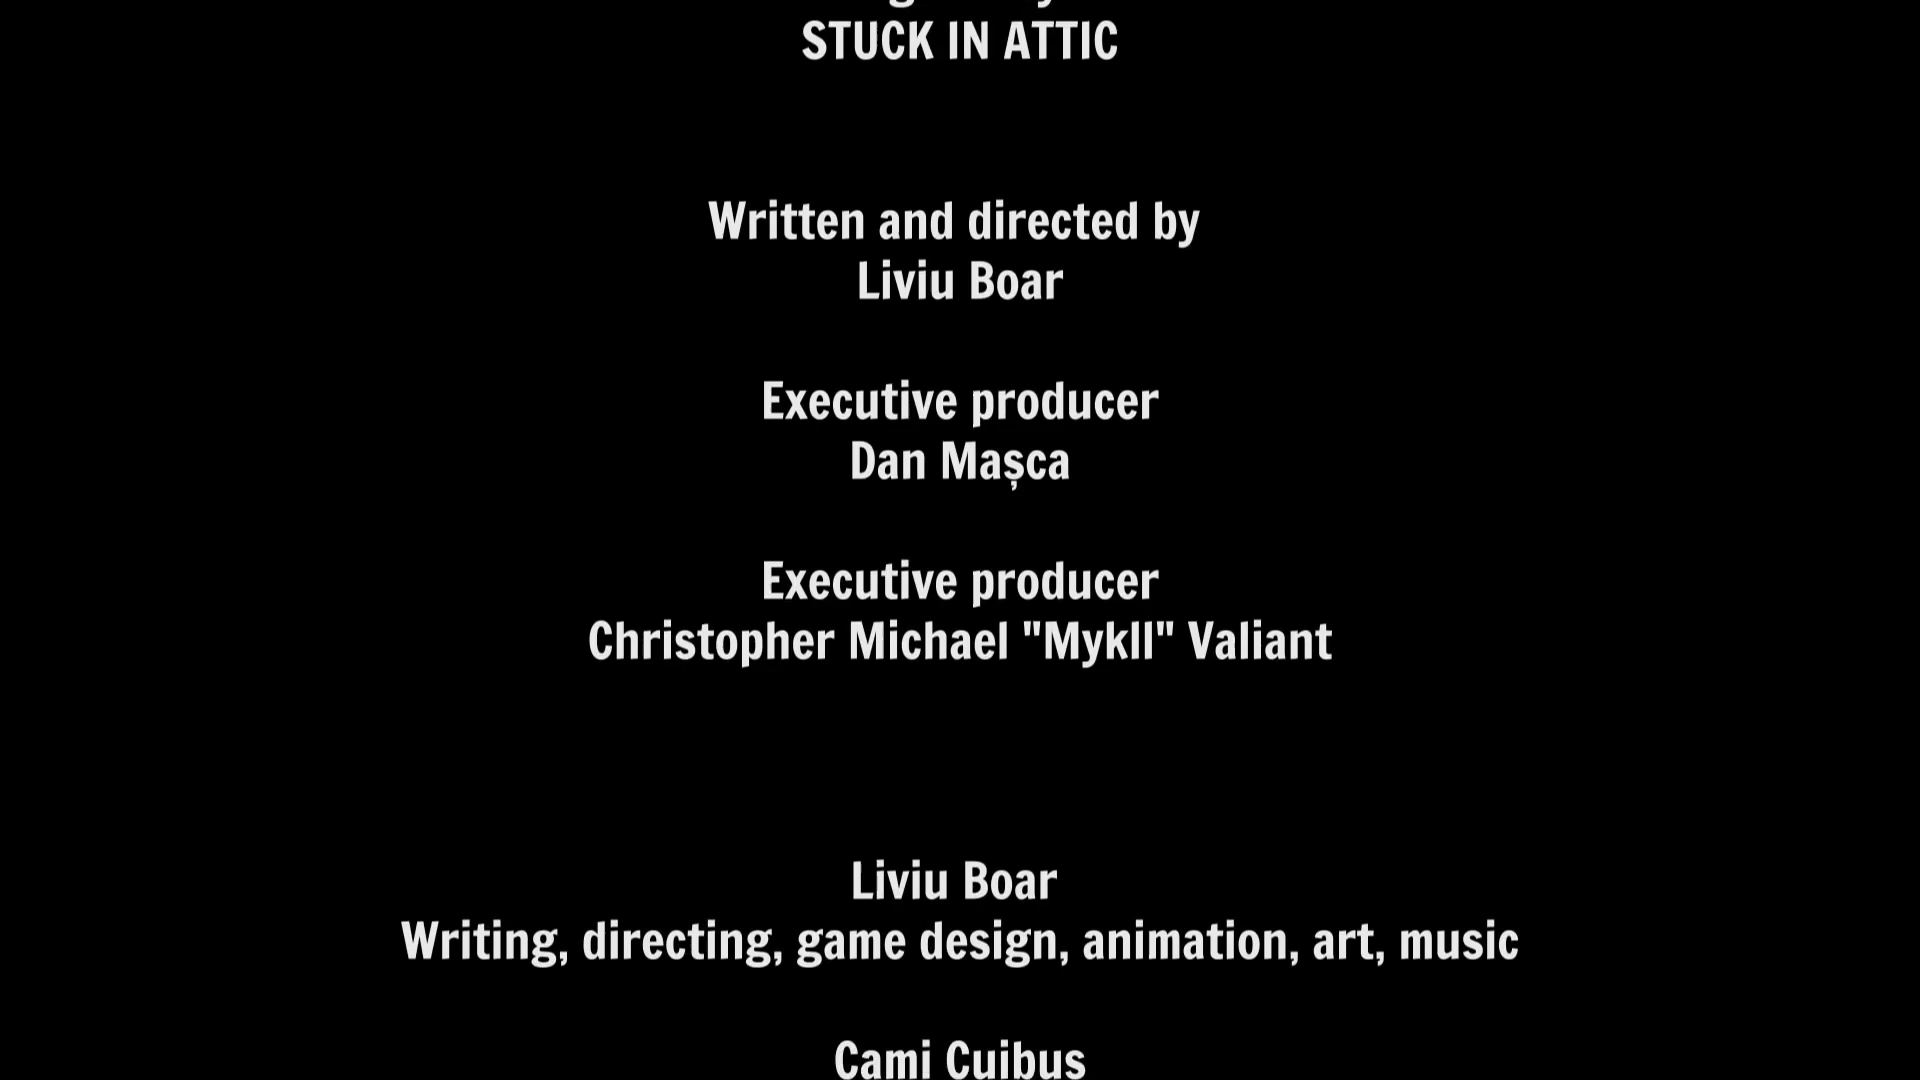 STUCK IN ATTIC
Written and directed by
Liviu Boar
Executive producer
Dan Mașca
Executive producer
Christopher Michael "Mykll" Valiant
Liviu Boar
Writing, directing, game design, animation, art, music
Cami Cuibus